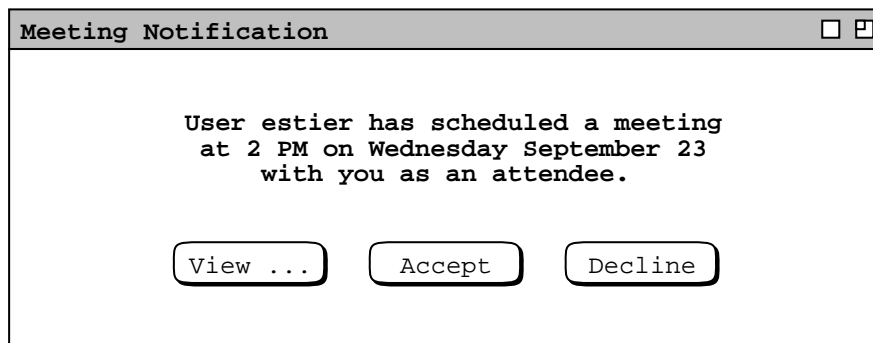 Meeting Notification
User estier has scheduled a meeting
at 2 PM on Wednesday September 23
with you as an attendee.
View ... Accept Decline